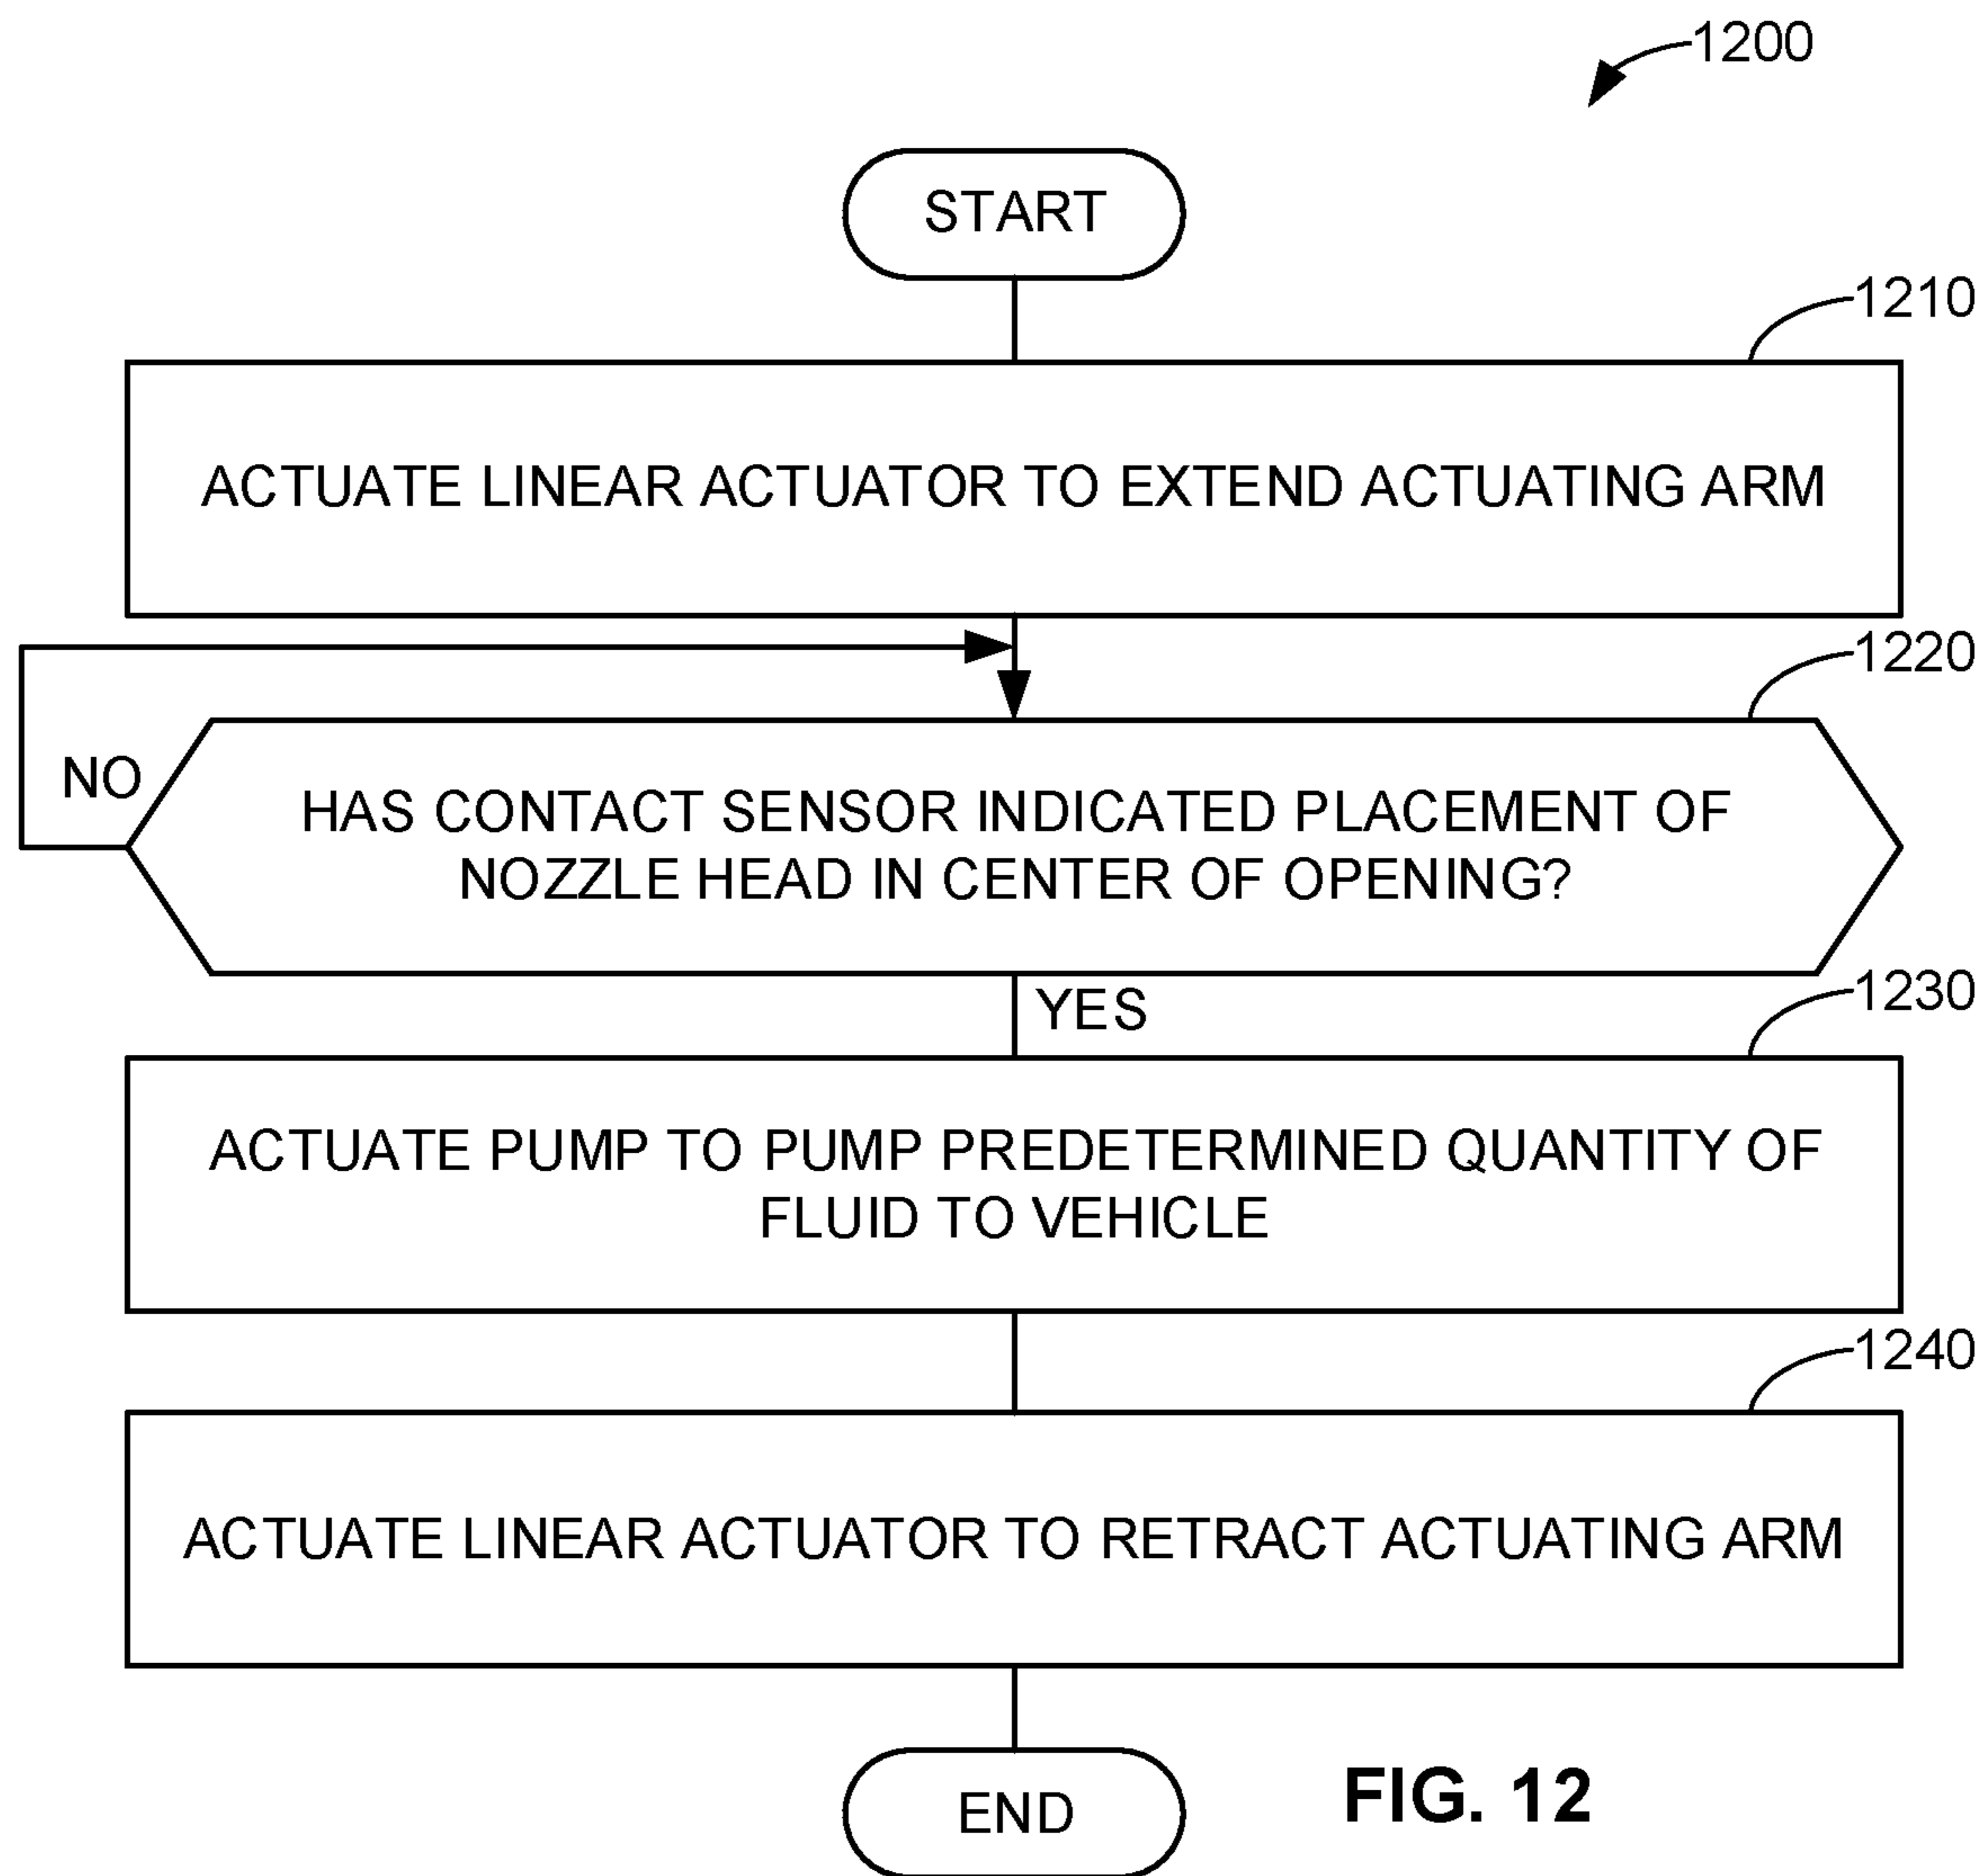 1200
START
1210
ACTUATE LINEAR ACTUATOR TO EXTEND ACTUATING ARM
1220
NO
HAS CONTACT SENSOR INDICATED PLACEMENT OF
NOZZLE HEAD IN CENTER OF OPENING?
YES
1230
ACTUATE PUMP TO PUMP PREDETERMINED QUANTITY OF
FLUID TO VEHICLE
1240
ACTUATE LINEAR ACTUATOR TO RETRACT ACTUATING ARM
END
FIG. 12